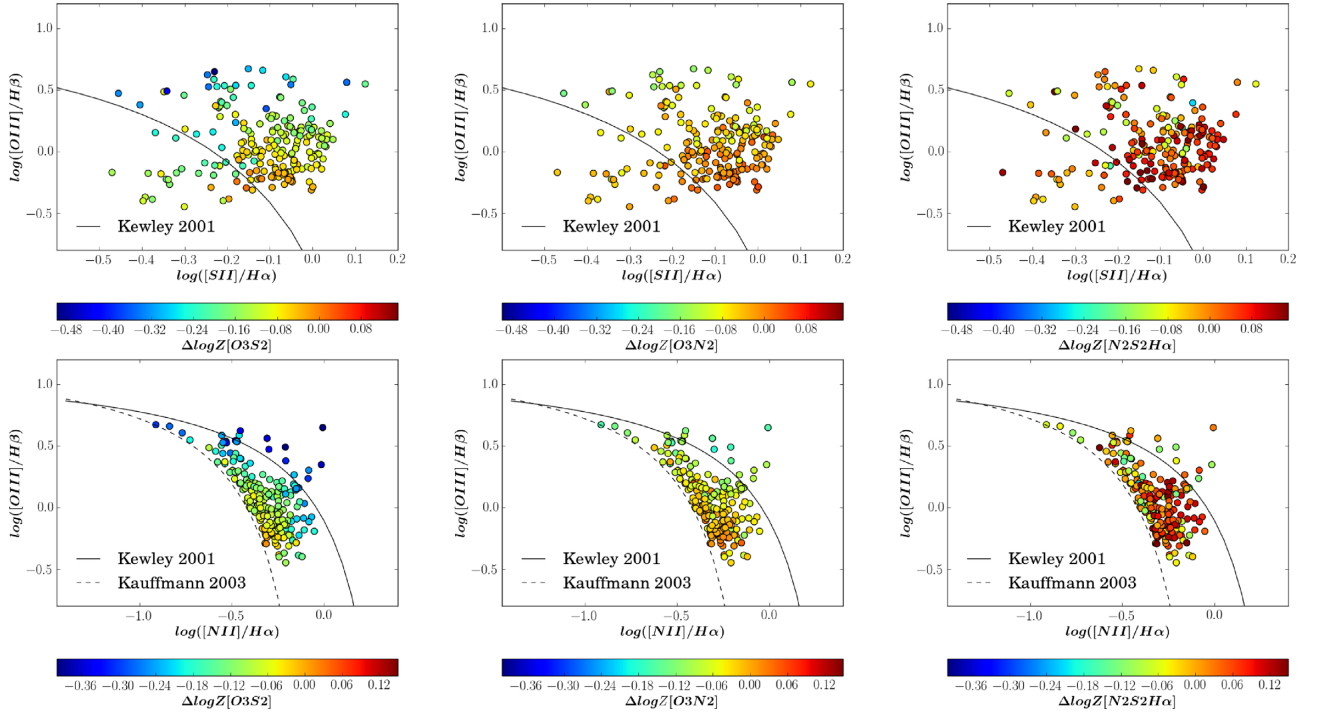 1.0 1.0 1.0
0.5 0.5 0.5
0.0 0.0 0.0
−0.5 −0.5 −0.5
log([OIII]/Hβ) log([OIII]/Hβ) log([OIII]/Hβ)
Kewley 2001 Kewley 2001 Kewley 2001
−0.5 −0.4 −0.3 −0.2 −0.1 0.0 0.1 0.2 −0.5 −0.4 −0.3 −0.2 −0.1 0.0 0.1 0.2 −0.5 −0.4 −0.3 −0.2 −0.1 0.0 0.1 0.2
log([SII]/Hα) log([SII]/Hα) log([SII]/Hα)
−0.48 −0.40 −0.32 −0.24 −0.16 −0.08 0.00 0.08 −0.48 −0.40 −0.32 −0.24 −0.16 −0.08 0.00 0.08 −0.48 −0.40 −0.32 −0.24 −0.16 −0.08 0.00 0.08
ΔlogZ[O3S2] ΔlogZ[O3N2] ΔlogZ[N2S2Hα]
1.0 1.0 1.0
0.5 0.5 0.5
0.0 0.0 0.0
−0.5 −0.5 −0.5
log([OIII]/Hβ) log([OIII]/Hβ) log([OIII]/Hβ)
Kewley 2001 Kewley 2001 Kewley 2001
Kauffmann 2003 Kauffmann 2003 Kauffmann 2003
−1.0 −0.5 0.0 −1.0 −0.5 0.0 −1.0 −0.5 0.0
log([NII]/Hα) log([NII]/Hα) log([NII]/Hα)
−0.36 −0.30 −0.24 −0.18 −0.12 −0.06 0.00 0.06 0.12 −0.36 −0.30 −0.24 −0.18 −0.12 −0.06 0.00 0.06 0.12 −0.36 −0.30 −0.24 −0.18 −0.12 −0.06 0.00 0.06 0.12
ΔlogZ[O3S2] ΔlogZ[O3N2] ΔlogZ[N2S2Hα]